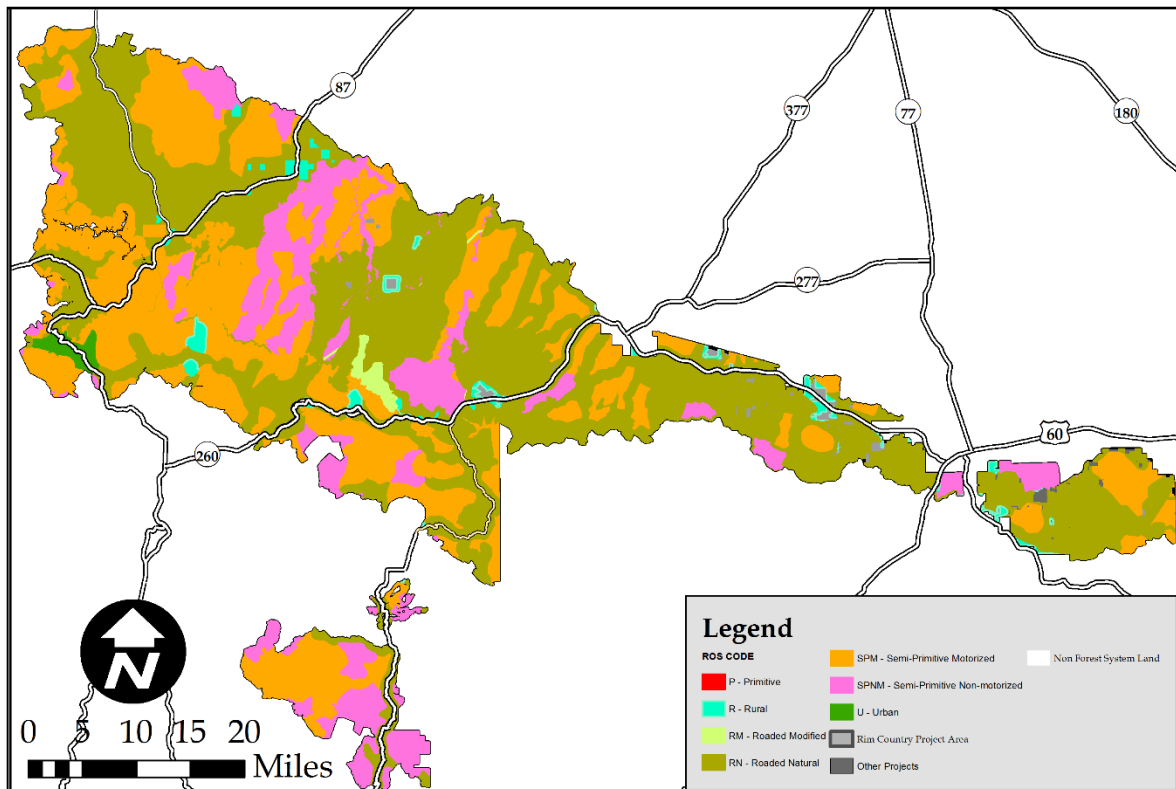 87
377
77
180
277
60
260
N
0 5 10 15 20
Miles
Legend
ROS CODE
P - Primitive
R - Rural
RM - Roaded Modified
RN - Roaded Natural
SPM - Semi-Primitive Motorized
SPNM - Semi-Primitive Non-motorized
U - Urban
Rim Country Project Area
Other Projects
Non Forest System Land